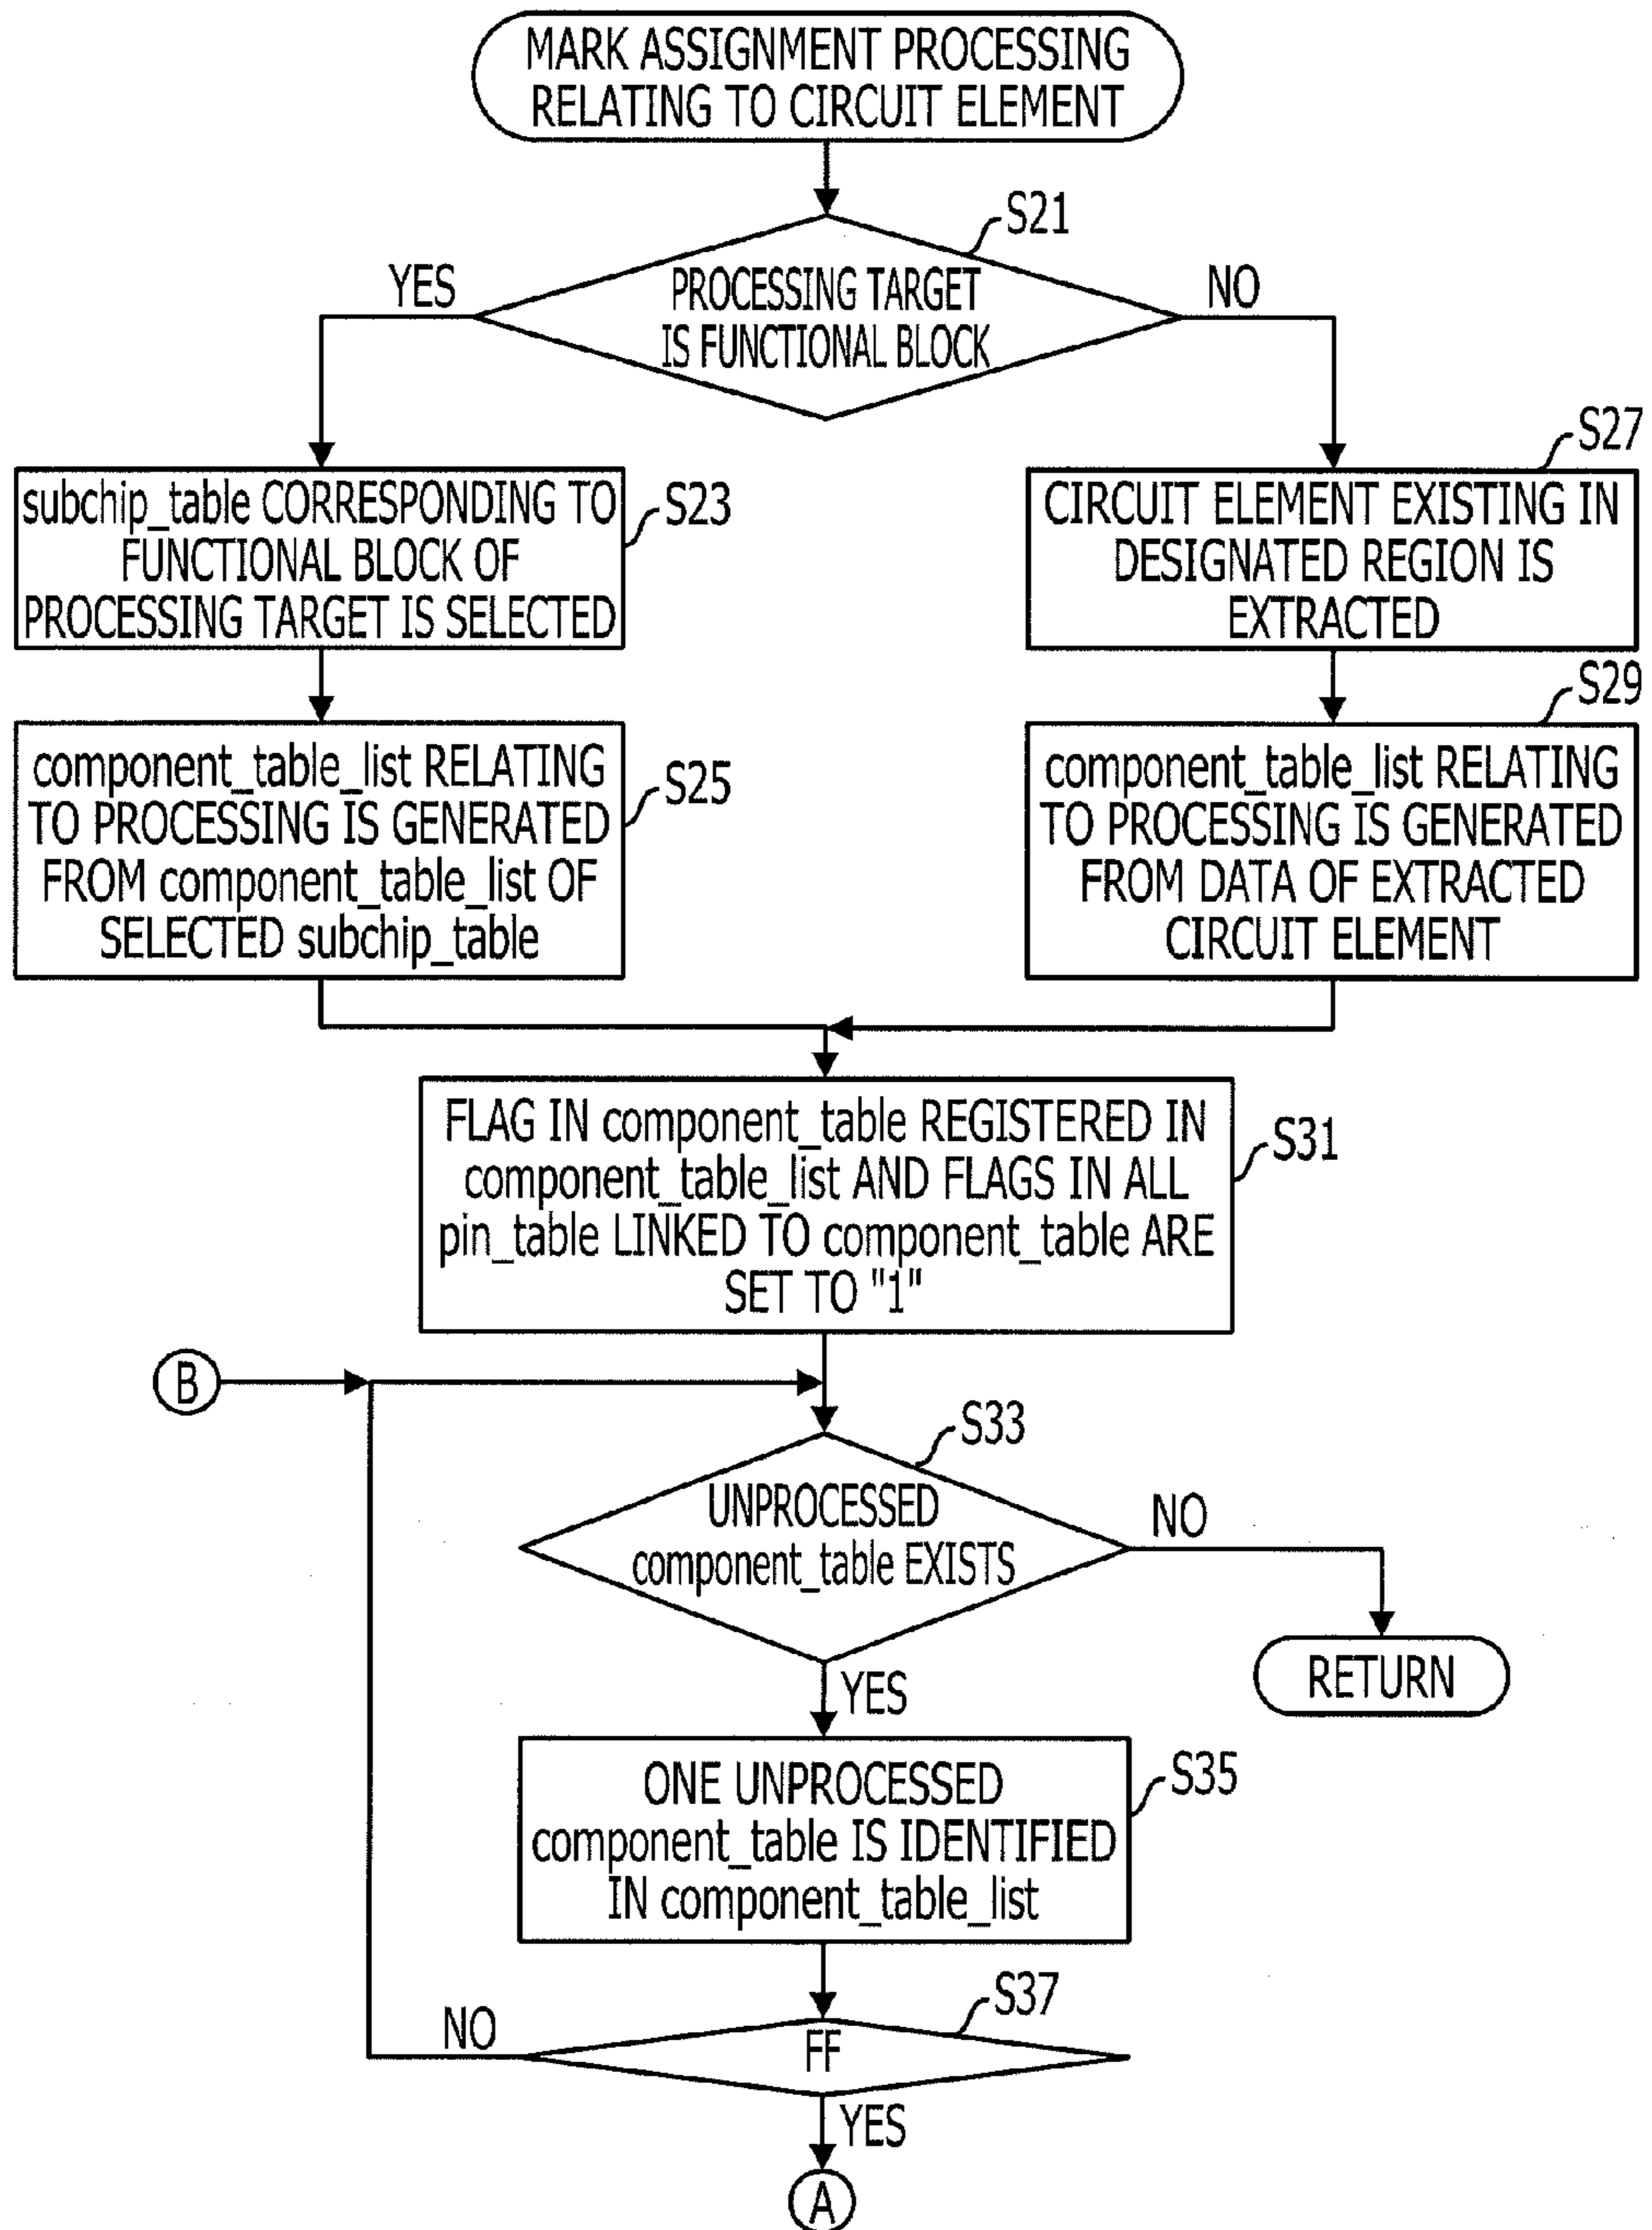 MARK ASSIGNMENT PROCESSING
RELATING TO CIRCUIT ELEMENT
S21
YES
PROCESSING TARGET
IS FUNCTIONAL BLOCK
NO
subchip_table CORRESPONDING TO
FUNCTIONAL BLOCK OF
PROCESSING TARGET IS SELECTED
S23
S27
CIRCUIT ELEMENT EXISTING IN
DESIGNATED REGION IS
EXTRACTED
component_table_list RELATING
TO PROCESSING IS GENERATED
FROM component_table_list OF
SELECTED subchip_table
S25
S29
component_table_list RELATING
TO PROCESSING IS GENERATED
FROM DATA OF EXTRACTED
CIRCUIT ELEMENT
FLAG IN component_table REGISTERED IN
component_table_list AND FLAGS IN ALL
pin_table LINKED TO component_table ARE
SET TO "1"
S31
B
S33
UNPROCESSED
component_table EXISTS
NO
RETURN
YES
ONE UNPROCESSED
component_table IS IDENTIFIED
IN component_table_list
S35
S37
NO
FF
YES
A